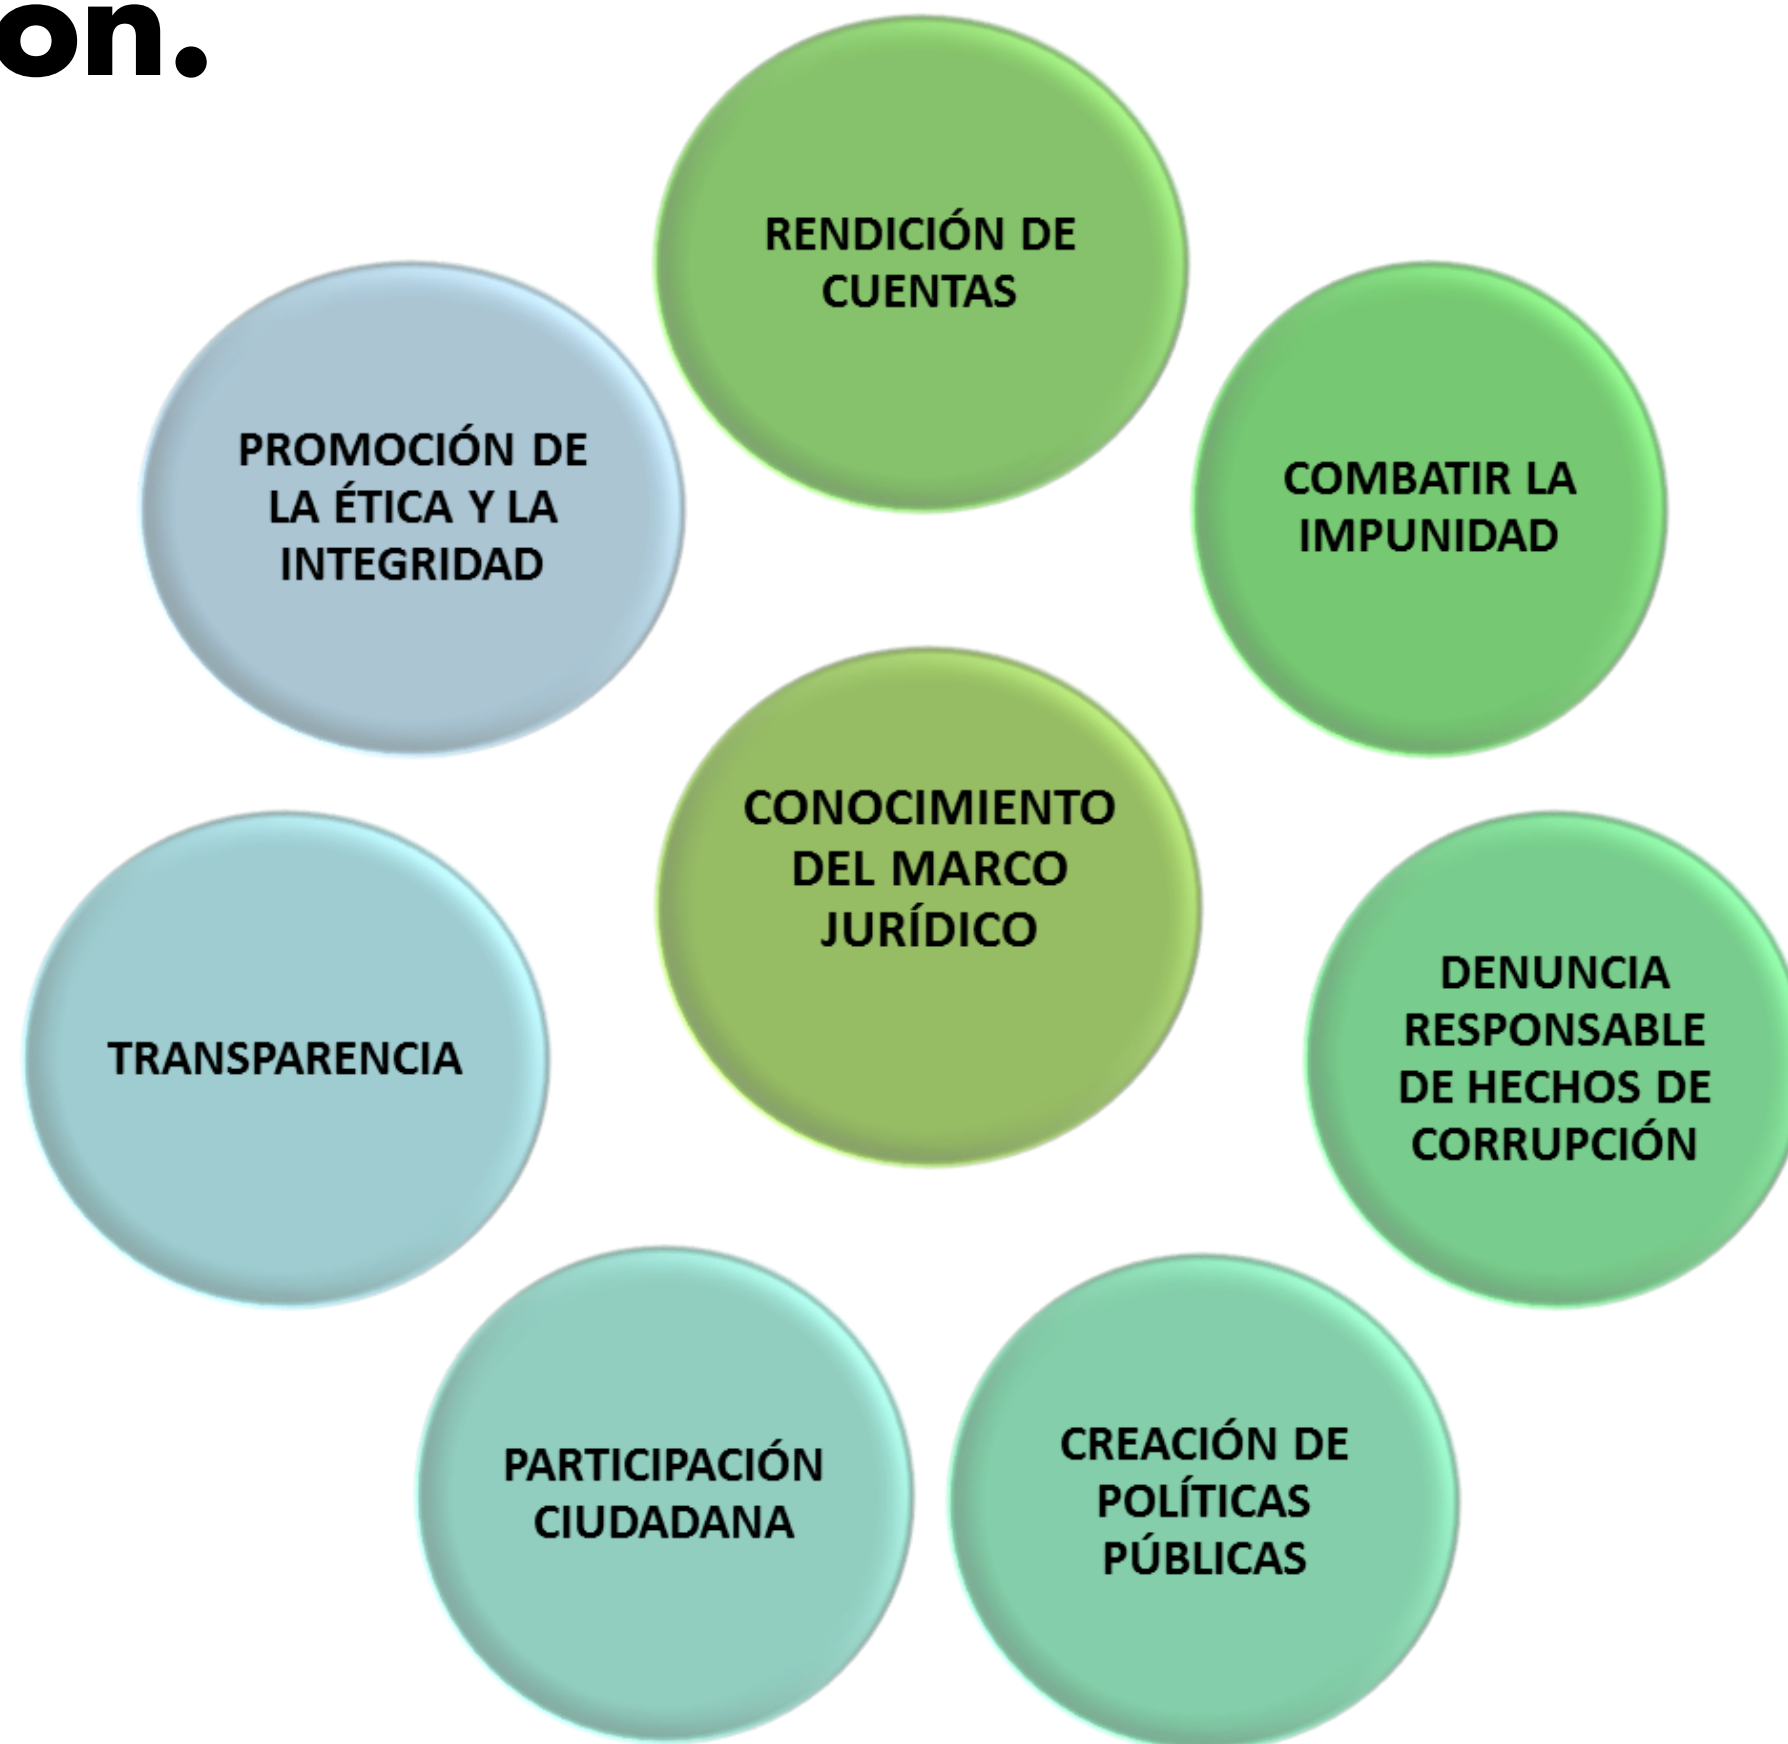 on.
RENDICIÓN DE
CUENTAS
PROMOCIÓN DE
LA ÉTICA Y LA
INTEGRIDAD
COMBATIR LA
IMPUNIDAD
CONOCIMIENTO
DEL MARCO
JURÍDICO
TRANSPARENCIA
DENUNCIA
RESPONSABLE
DE HECHOS DE
CORRUPCIÓN
PARTICIPACIÓN
CIUDADANA
CREACIÓN DE
POLÍTICAS
PÚBLICAS